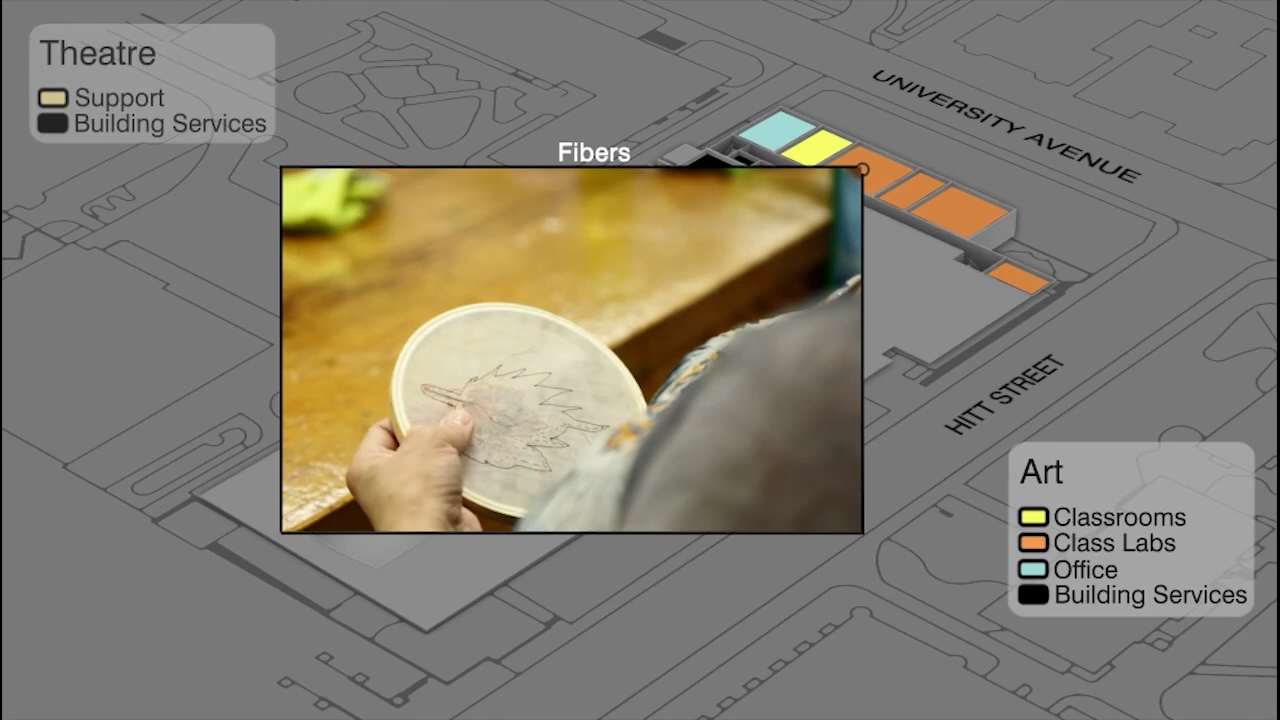 Theatre
Support
Building Services
UNIVERSITY AVENUE
Fibers
HITT STREET
Art
Classrooms
Class Labs
Office
Building Services